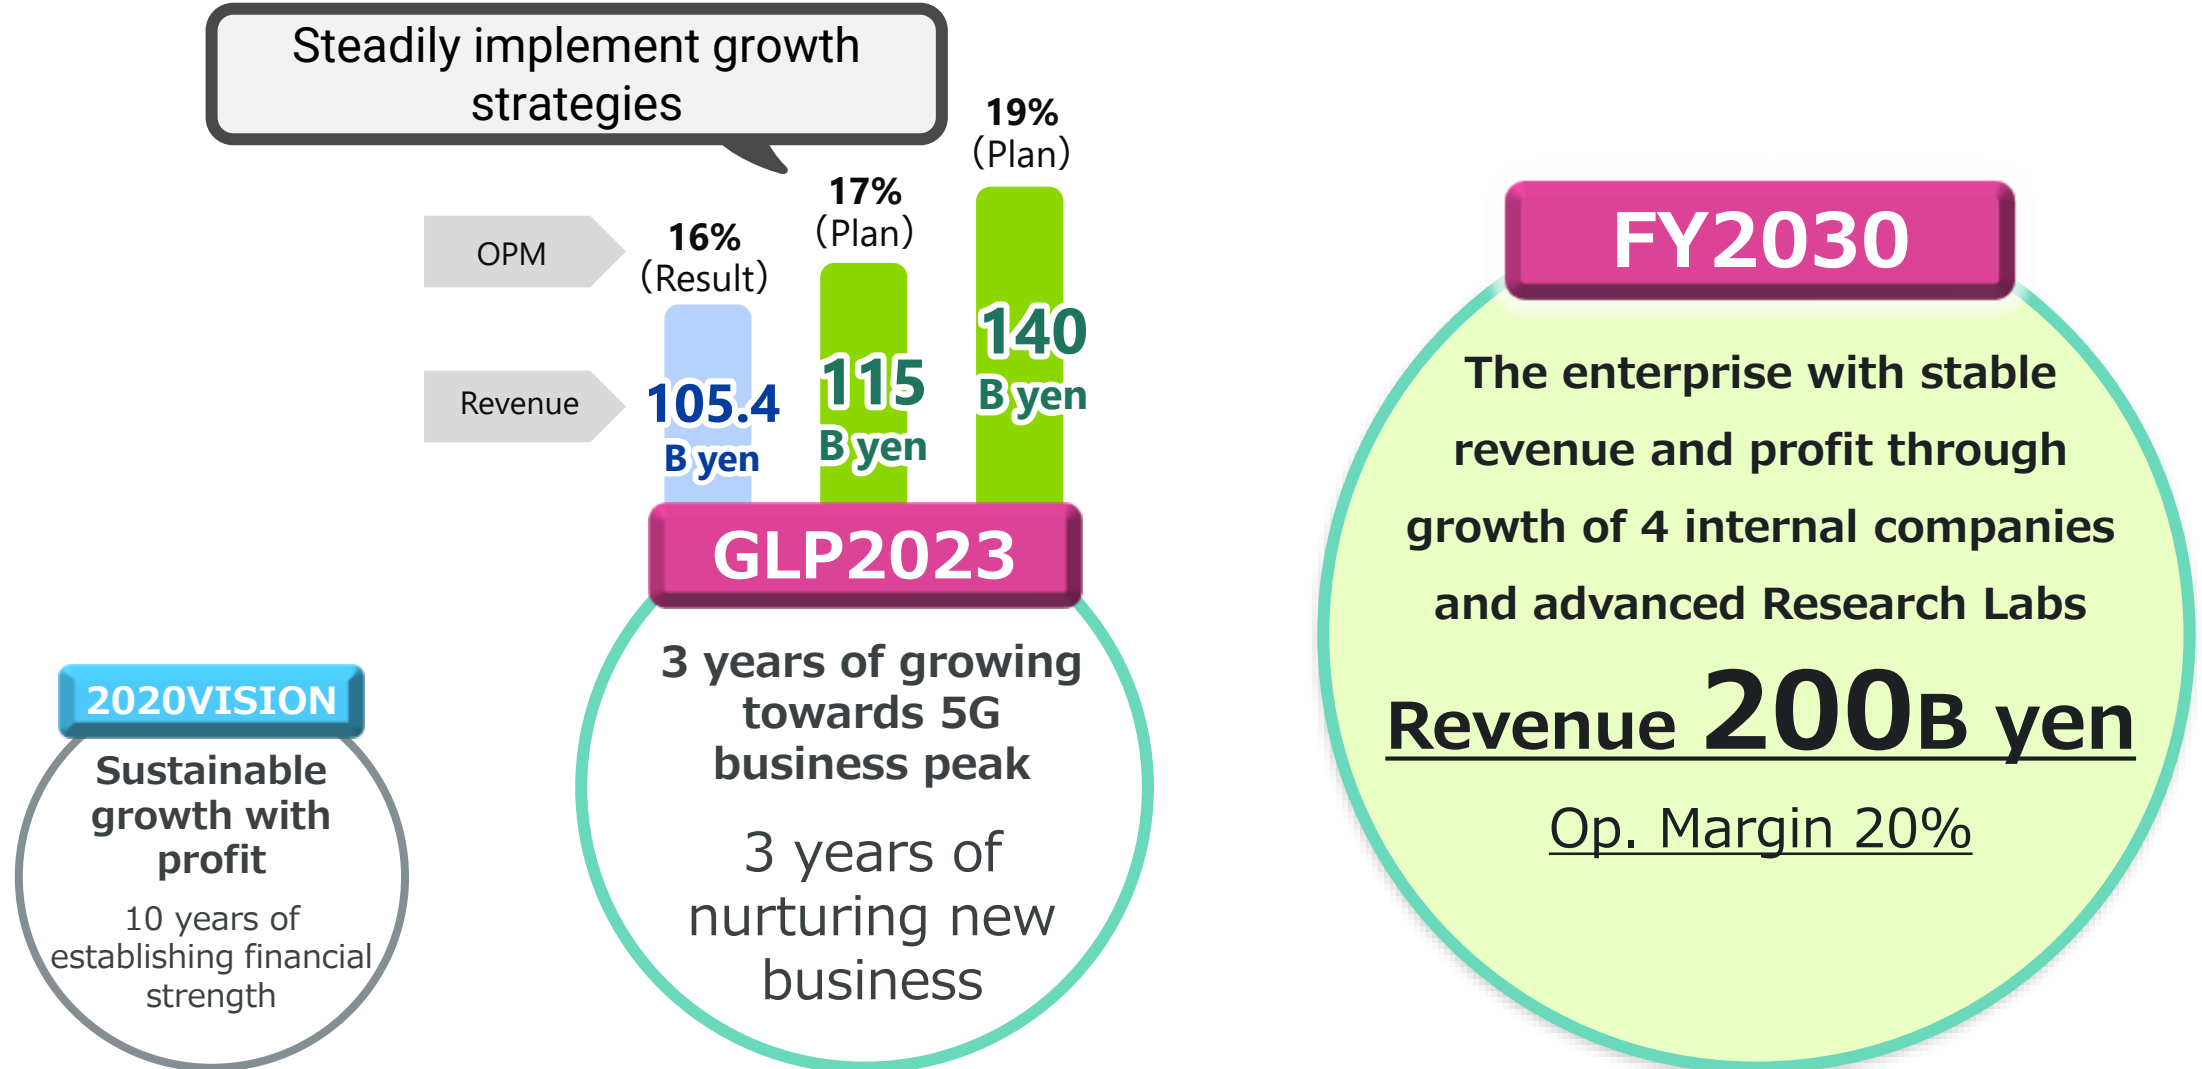 Steadily implement growth
strategies
OPM
Revenue
16%
(Result)
105.4
B yen
17%
(Plan)
115
B yen
19%
(Plan)
140
B yen
2020VISION
Sustainable
growth with
profit
10 years of
establishing financial
strength
GLP2023
3 years of growing
towards 5G
business peak
3 years of
nurturing new
business
FY2030
The enterprise with stable
revenue and profit through
growth of 4 internal companies
and advanced Research Labs
Revenue 200B yen
Op. Margin 20%